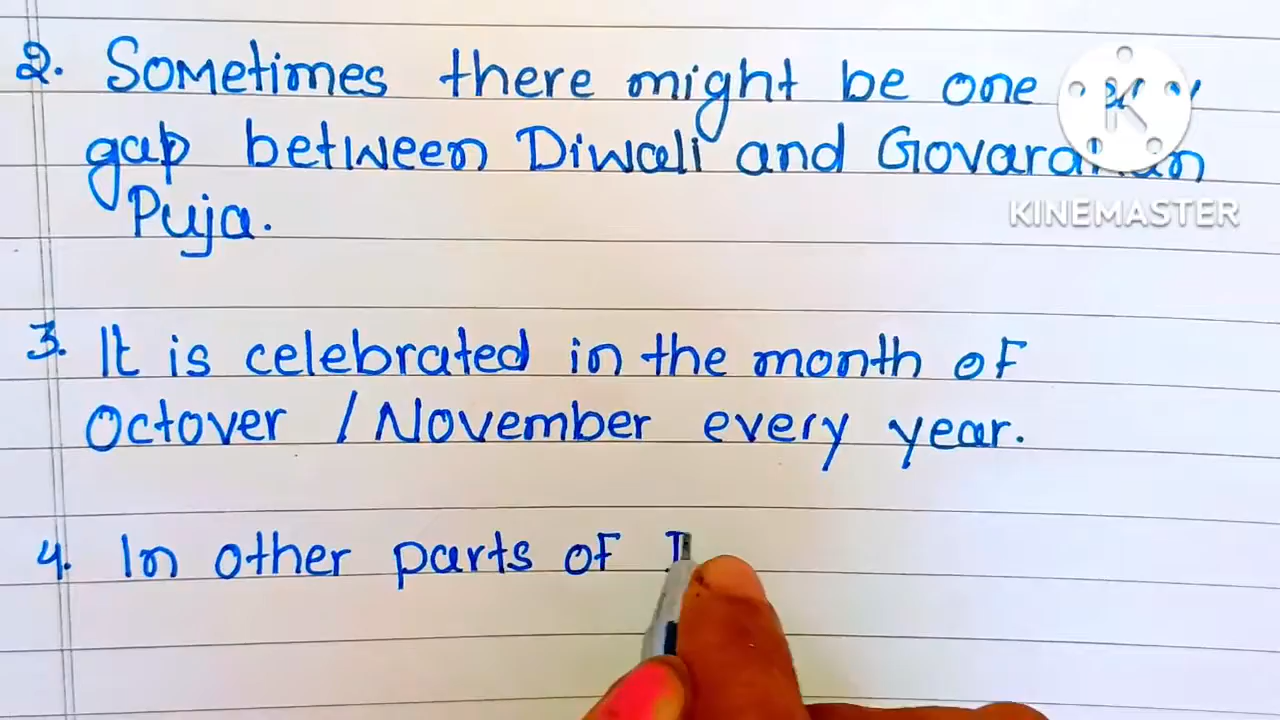 2. Sometimes there might be one
gap between Diwali and Govardhan
Puja.
KINEMASTER
3. It is celebrated in the month of
Octover / November every year.
4. In other parts of I